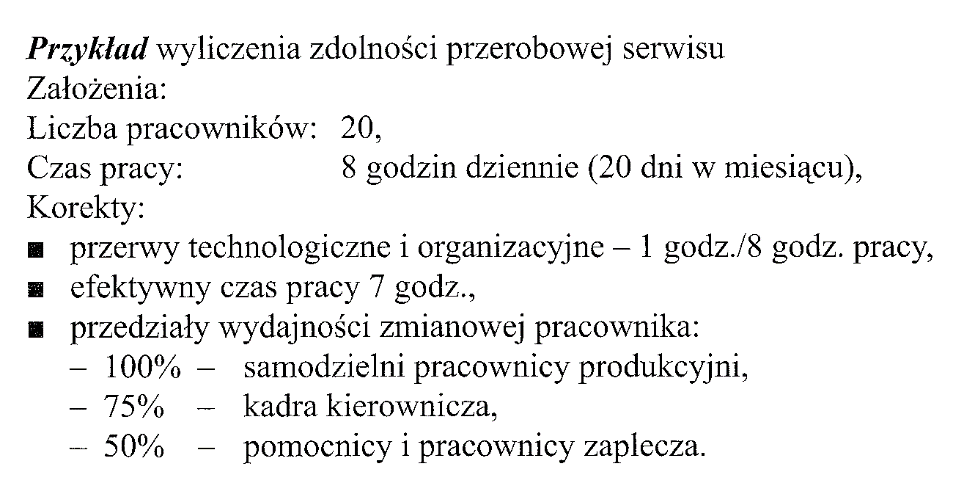 Przykład wyliczenia zdolności przerobowej serwisu
Założenia:
Liczba pracowników: 20,
Czas pracy: 8 godzin dziennie (20 dni w miesiącu),
Korekty:
■ przerwy technologiczne i organizacyjne – 1 godz./8 godz. pracy,
■ efektywny czas pracy 7 godz.,
■ przedziały wydajności zmianowej pracownika:
– 100% – samodzielni pracownicy produkcyjni,
– 75% – kadra kierownicza,
– 50% – pomocnicy i pracownicy zaplecza.